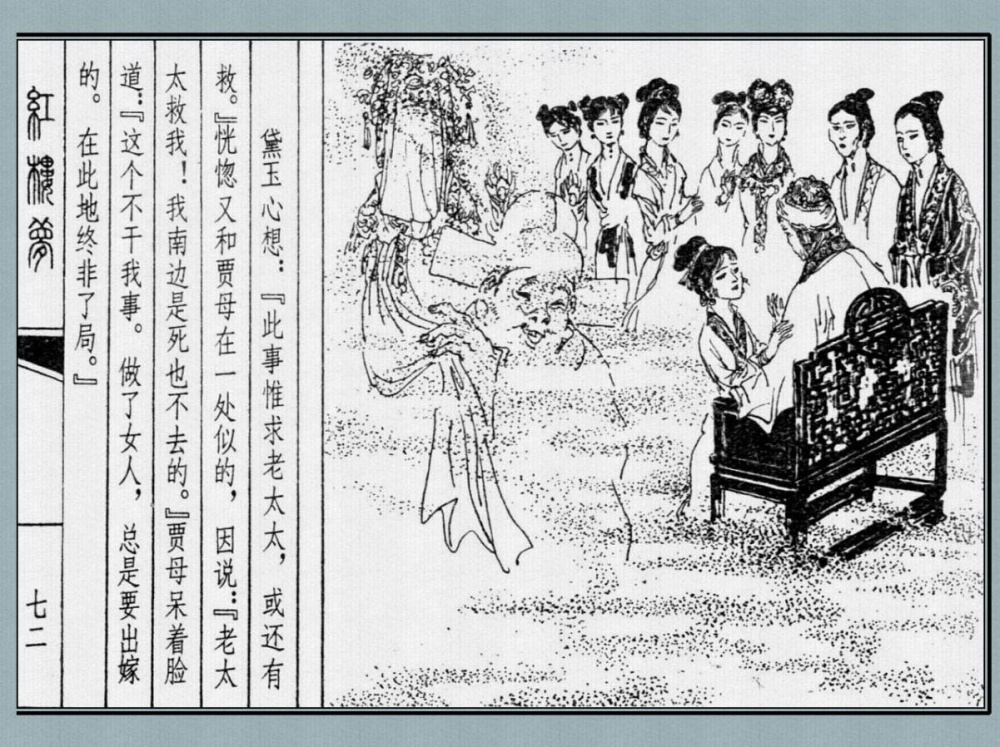 黛玉心想：『此事惟求老太太，或还有
救。』恍惚又和贾母在一处似的，因说：『老太
太救我！我南边是死也不去的。』贾母呆着脸
道：『这个不干我事。做了女人，总是要出嫁
的。在此地终非了局。』
紅樓夢
七二